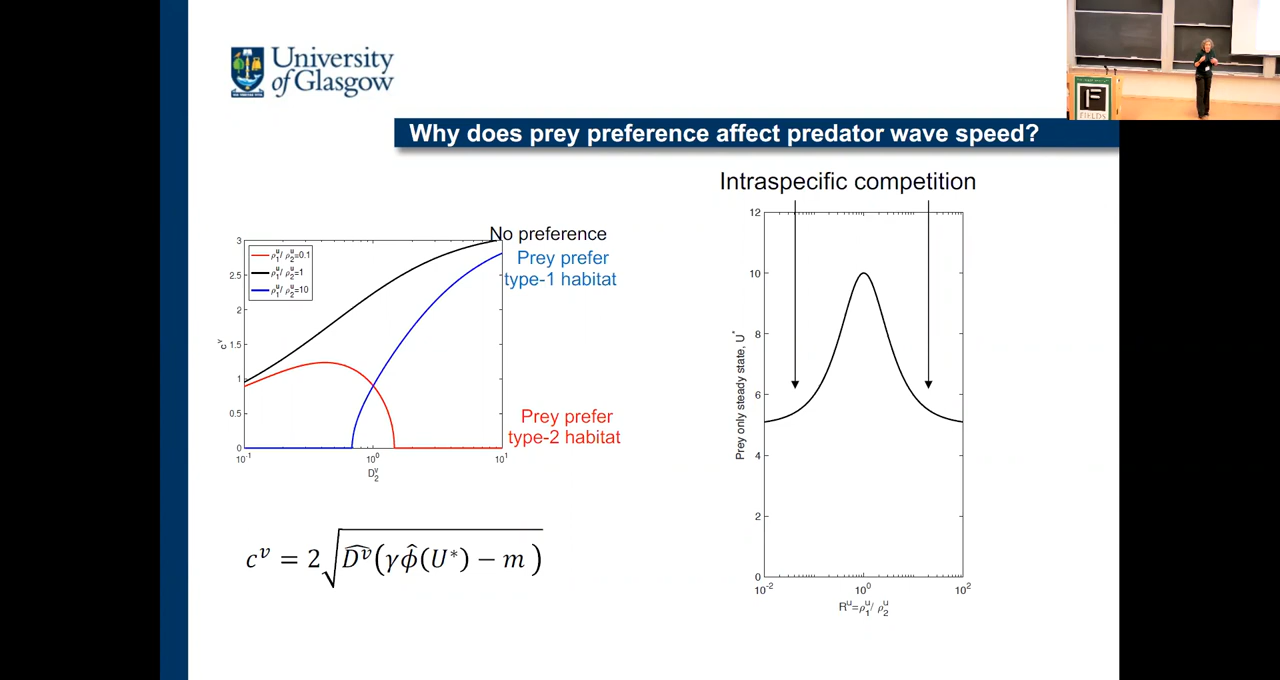 University
of Glasgow
F
FIELDS
Why does prey preference affect predator wave speed?
Intraspecific competition
No preference
Prey prefer
type-1 habitat
Prey prefer
type-2 habitat
ρ₁ᵘ/ ρ₂ᵘ=0.1
ρ₁ᵘ/ ρ₂ᵘ=1
ρ₁ᵘ/ ρ₂ᵘ=10
3
2.5
2
1.5
1
0.5
0
cᵛ
10⁻¹
10⁰
10¹
D₂ᵛ
12
10
8
6
4
2
0
Prey only steady state, U*
10⁻²
10⁰
10²
Rᵘ=ρ₁ᵘ/ ρ₂ᵘ
cᵛ = 2√(D̂ᵛ(γϕ̂(U*) − m))